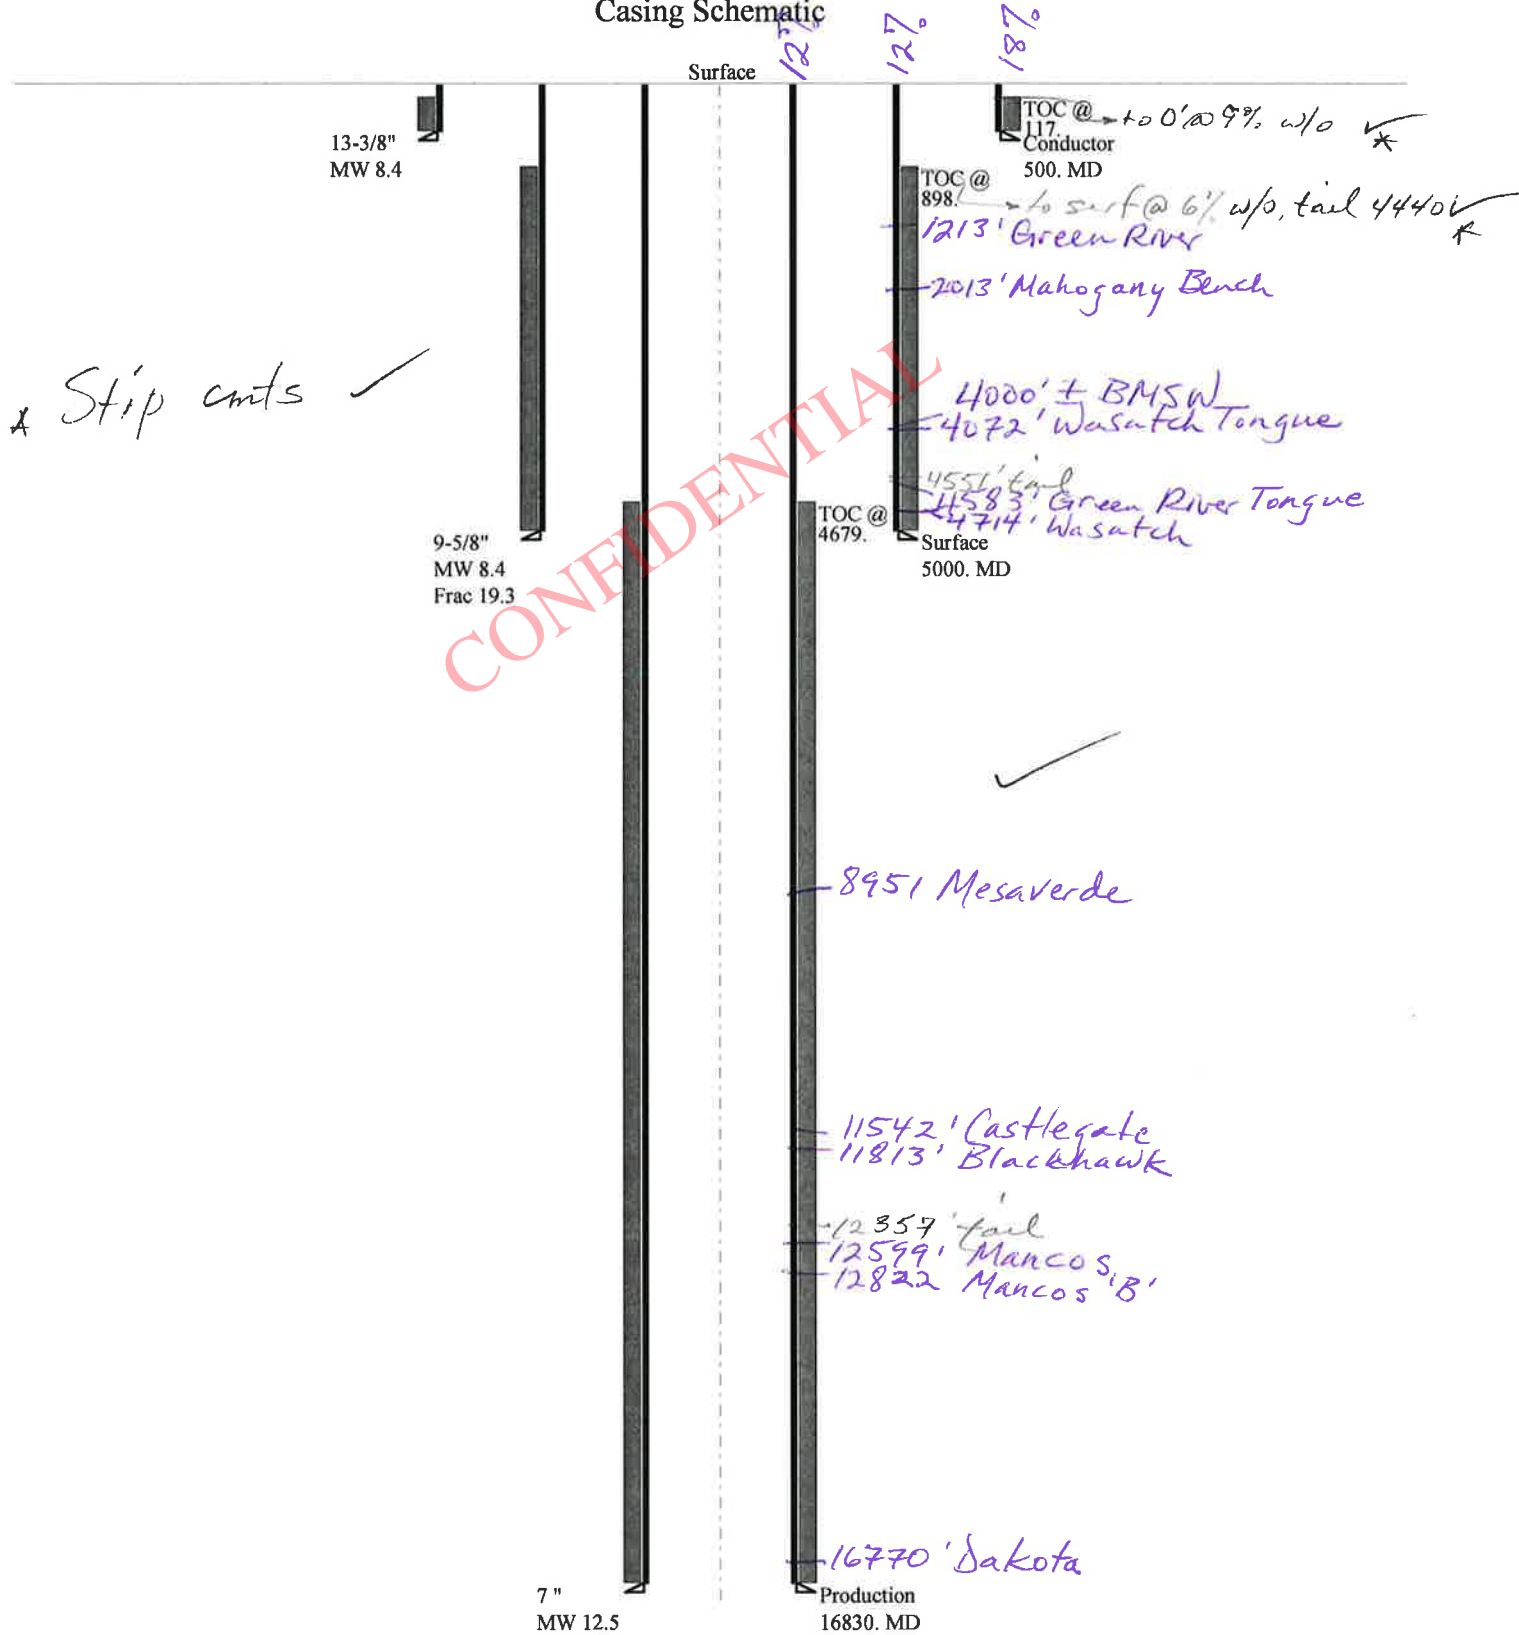 Casing Schematic
12%
12%
18%
Surface
13-3/8"
MW 8.4
TOC @
117.
to 0' @ 9% w/o ✓
*
Conductor
500. MD
TOC @
898.
to surf @ 6% w/o, tail 4440 ✓
*
1213' Green River
2013' Mahogany Bench
* Stip cmts ✓
4000' ± BMSW
4072' Wasatch Tongue
4551' tail
4583' Green River Tongue
4714' Wasatch
TOC @
4679.
9-5/8"
MW 8.4
Frac 19.3
Surface
5000. MD
CONFIDENTIAL
✓
8951 Mesaverde
11542' Castlegate
11813' Blackhawk
12357' tail
12599' Mancos
12822 Mancos 'B'
16770' Dakota
7 "
MW 12.5
Production
16830. MD